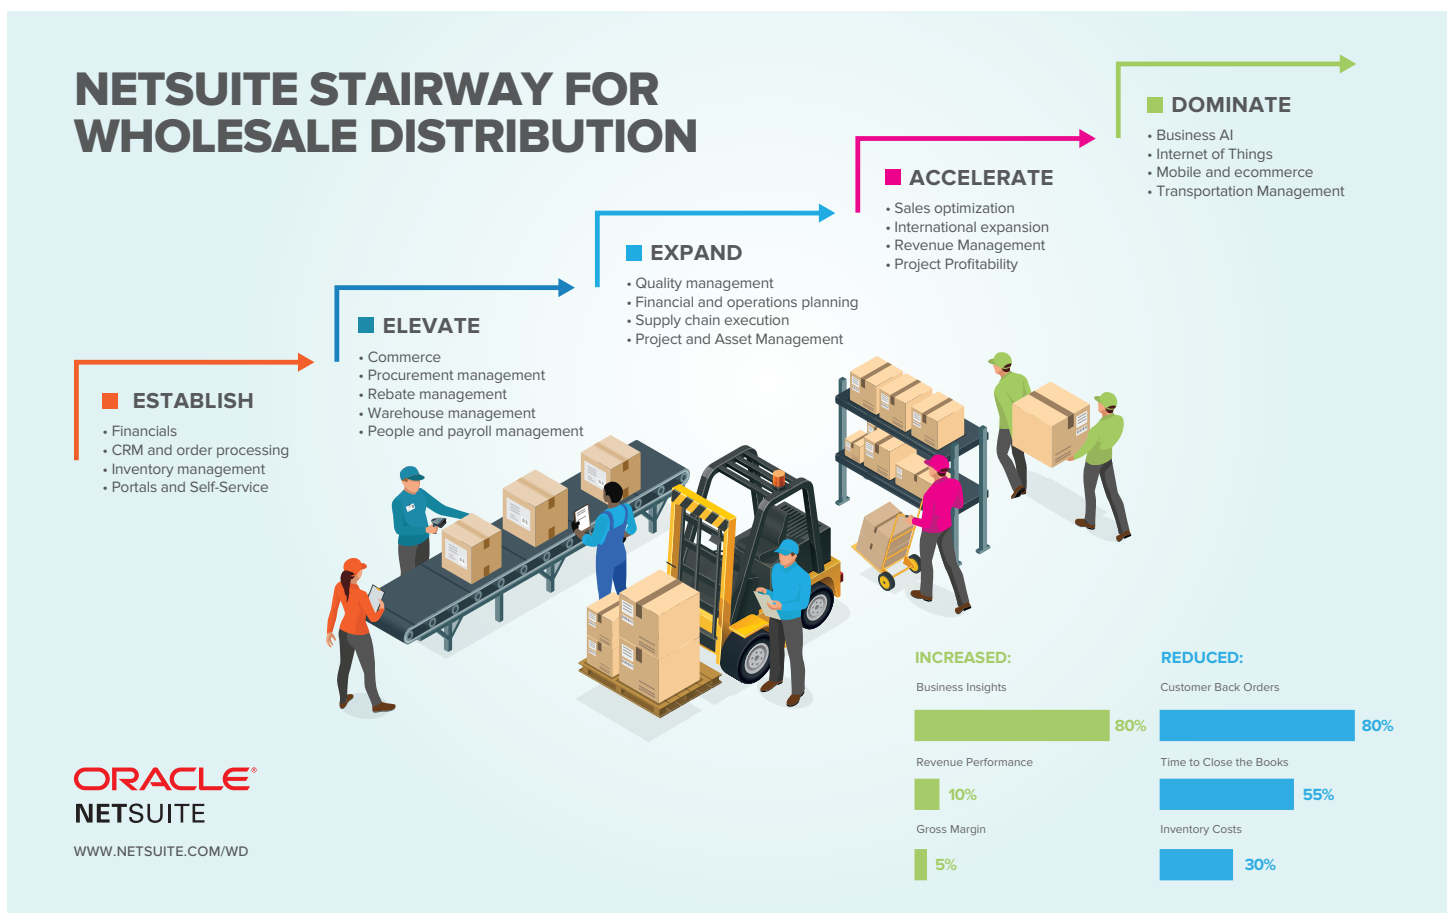 NETSUITE STAIRWAY FOR
WHOLESALE DISTRIBUTION
ESTABLISH
• Financials
• CRM and order processing
• Inventory management
• Portals and Self-Service
ELEVATE
• Commerce
• Procurement management
• Rebate management
• Warehouse management
• People and payroll management
EXPAND
• Quality management
• Financial and operations planning
• Supply chain execution
• Project and Asset Management
ACCELERATE
• Sales optimization
• International expansion
• Revenue Management
• Project Profitability
DOMINATE
• Business AI
• Internet of Things
• Mobile and ecommerce
• Transportation Management
INCREASED:
Business Insights
80%
Revenue Performance
10%
Gross Margin
5%
REDUCED:
Customer Back Orders
80%
Time to Close the Books
55%
Inventory Costs
30%
ORACLE®
NETSUITE
WWW.NETSUITE.COM/WD